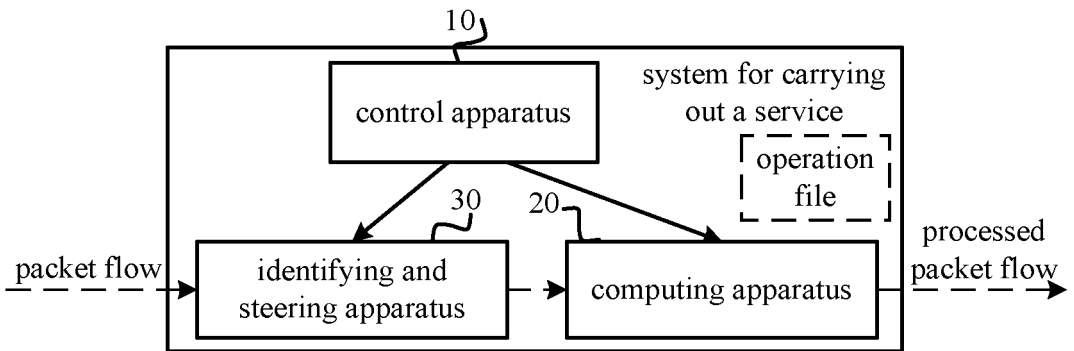 10
system for carrying
out a service
control apparatus
operation
file
30
20
packet flow
identifying and
steering apparatus
computing apparatus
processed
packet flow